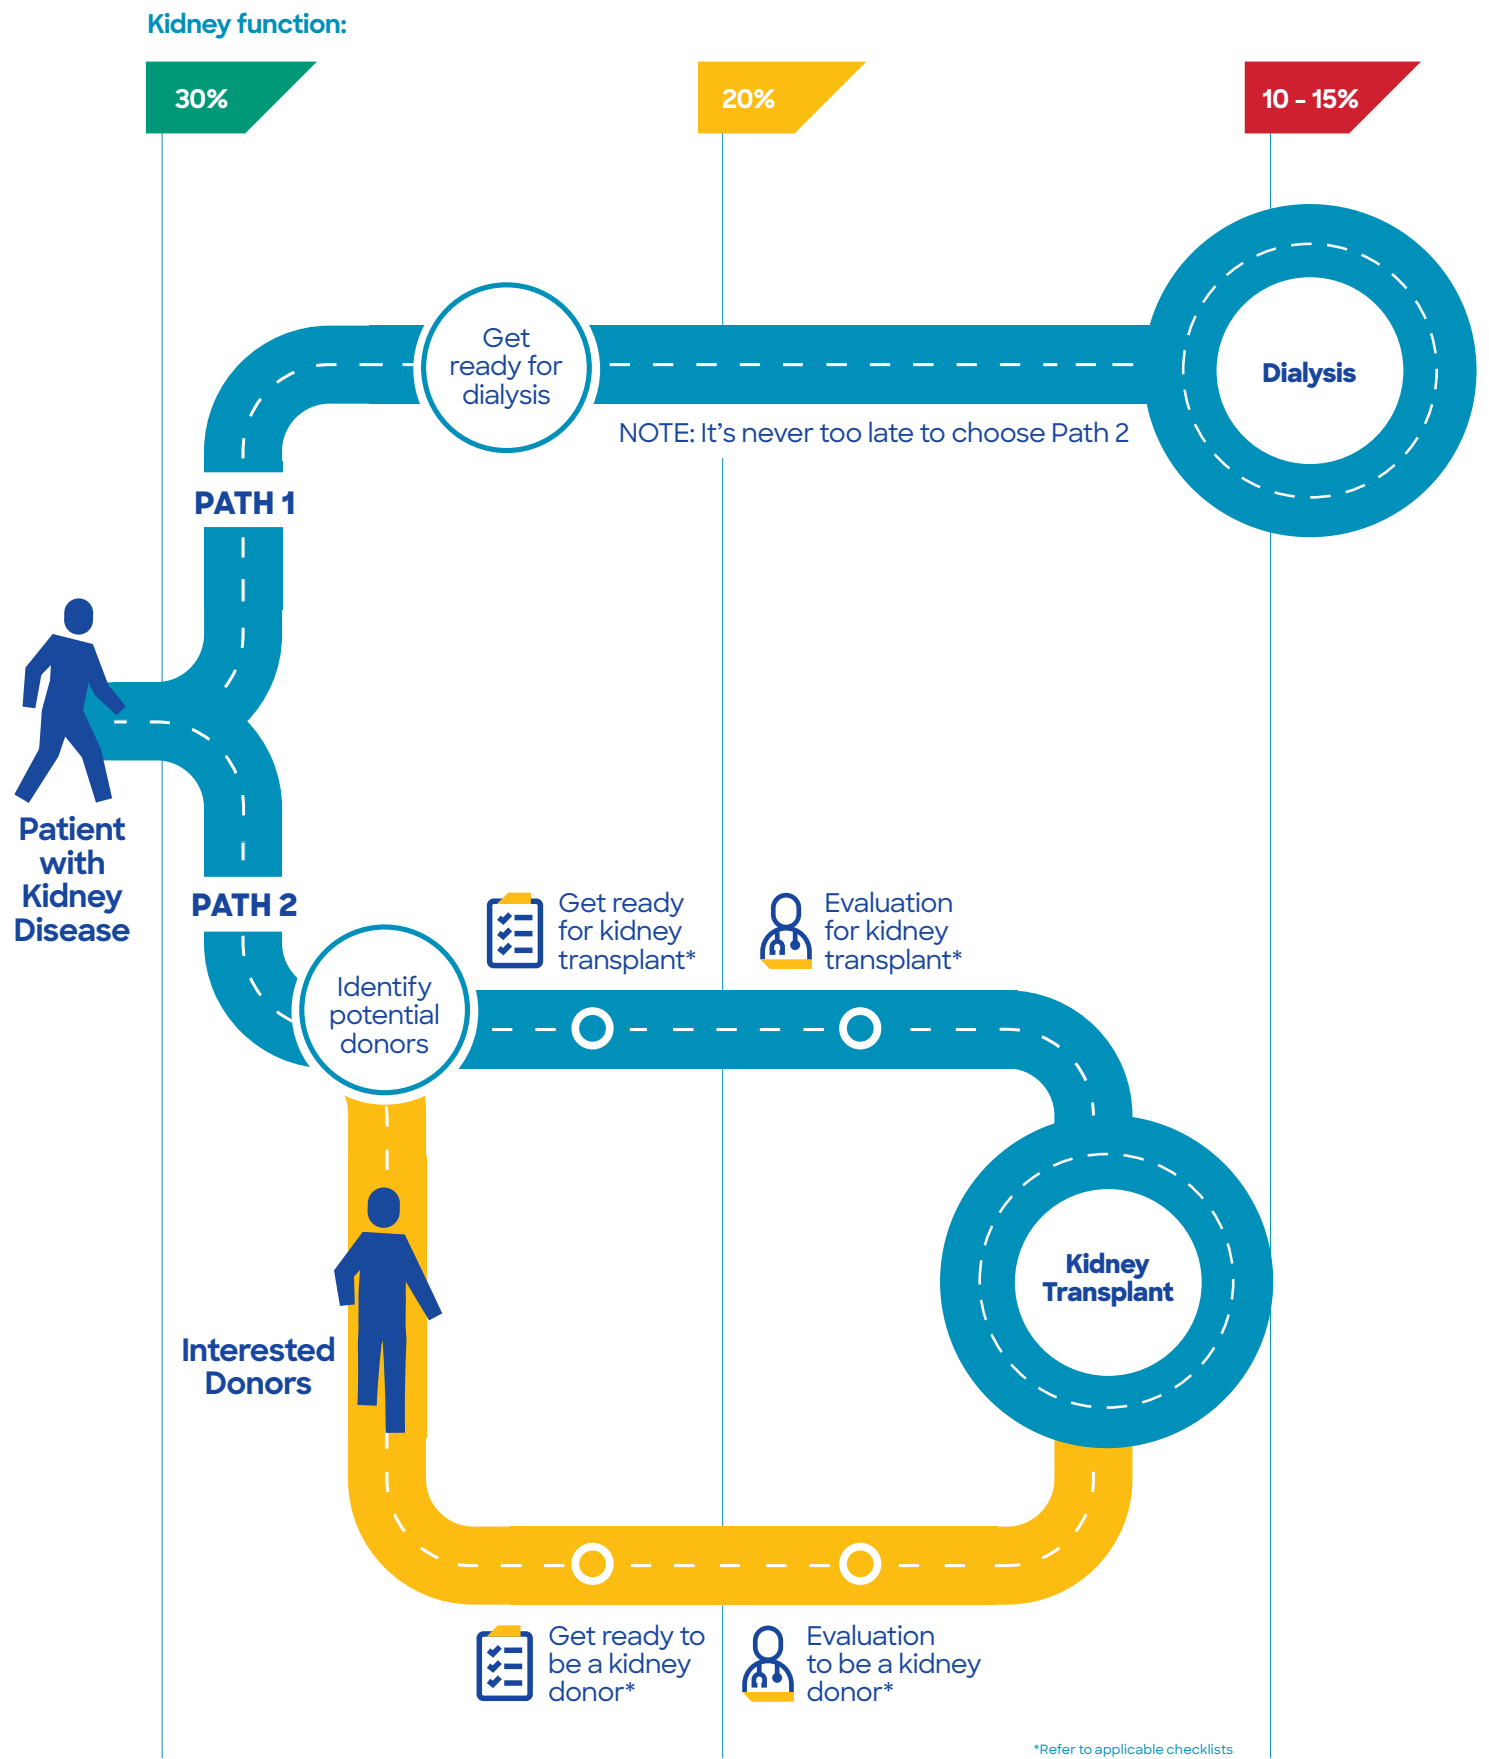 Kidney function:
30%
20%
10 - 15%
Get
ready for
dialysis
Dialysis
NOTE: It's never too late to choose Path 2
PATH 1
Patient
with
Kidney
Disease
PATH 2
Get ready
for kidney
transplant*
Evaluation
for kidney
transplant*
Identify
potential
donors
Kidney
Transplant
Interested
Donors
Get ready to
be a kidney
donor*
Evaluation
to be a kidney
donor*
*Refer to applicable checklists